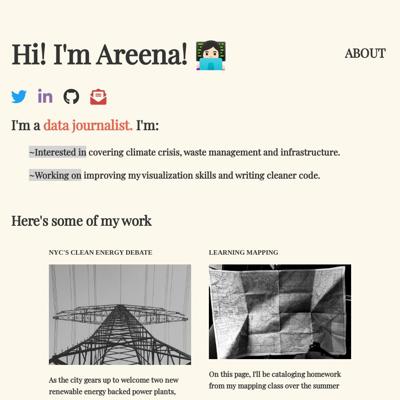 Hi! I'm Areena!
ABOUT
I'm a data journalist. I'm:
~Interested in covering climate crisis, waste management and infrastructure.
~Working on improving my visualization skills and writing cleaner code.
Here's some of my work
NYC'S CLEAN ENERGY DEBATE
As the city gears up to welcome two new
renewable energy backed power plants,
LEARNING MAPPING
On this page, I'll be cataloging homework
from my mapping class over the summer